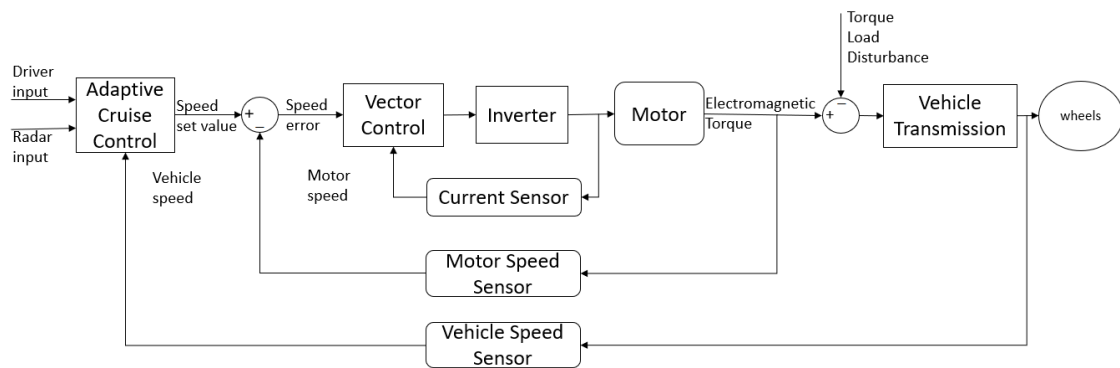 Torque
Load
Disturbance
Driver
input
Radar
input
Adaptive
Cruise
Control
Speed
set value
+
−
Speed
error
Vector
Control
Inverter
Motor
Electromagnetic
Torque
−
+
Vehicle
Transmission
wheels
Vehicle
speed
Motor
speed
Current Sensor
Motor Speed
Sensor
Vehicle Speed
Sensor